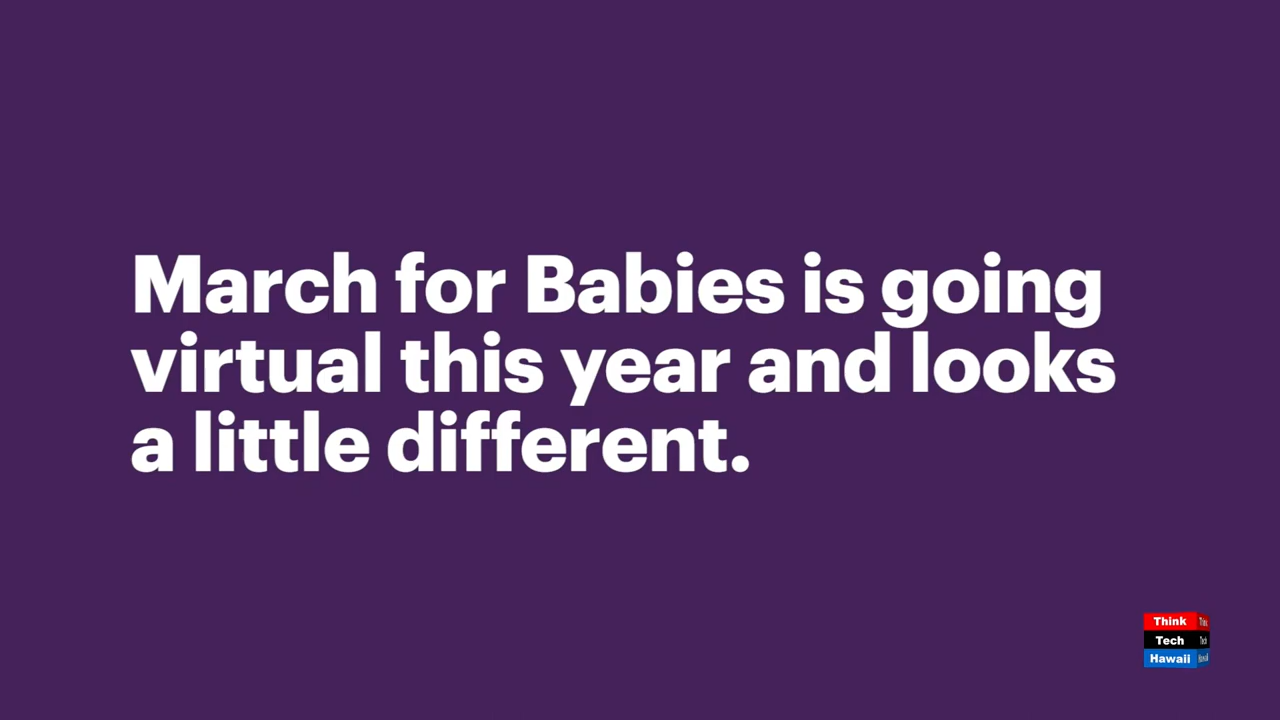 March for Babies is going
virtual this year and looks
a little different.
Think
Tech
Hawaii